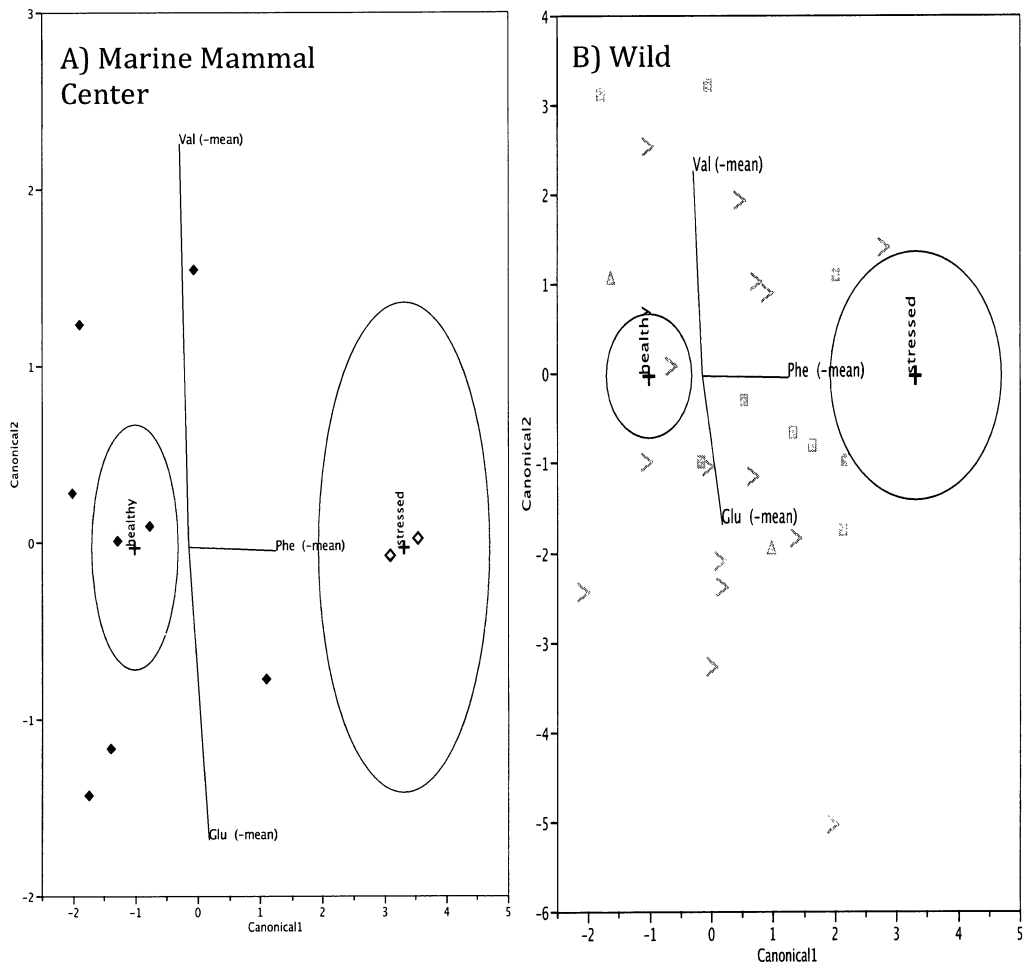 A) Marine Mammal
Center
3
2
1
0
-1
-2
Canonical2
-2
-1
0
1
2
3
4
5
Canonical1
Val (-mean)
Phe (-mean)
Glu (-mean)
healthy
stressed
B) Wild
4
3
2
1
0
-1
-2
-3
-4
-5
-6
Canonical2
-2
-1
0
1
2
3
4
5
Canonical1
Val (-mean)
Phe (-mean)
Glu (-mean)
healthy
stressed